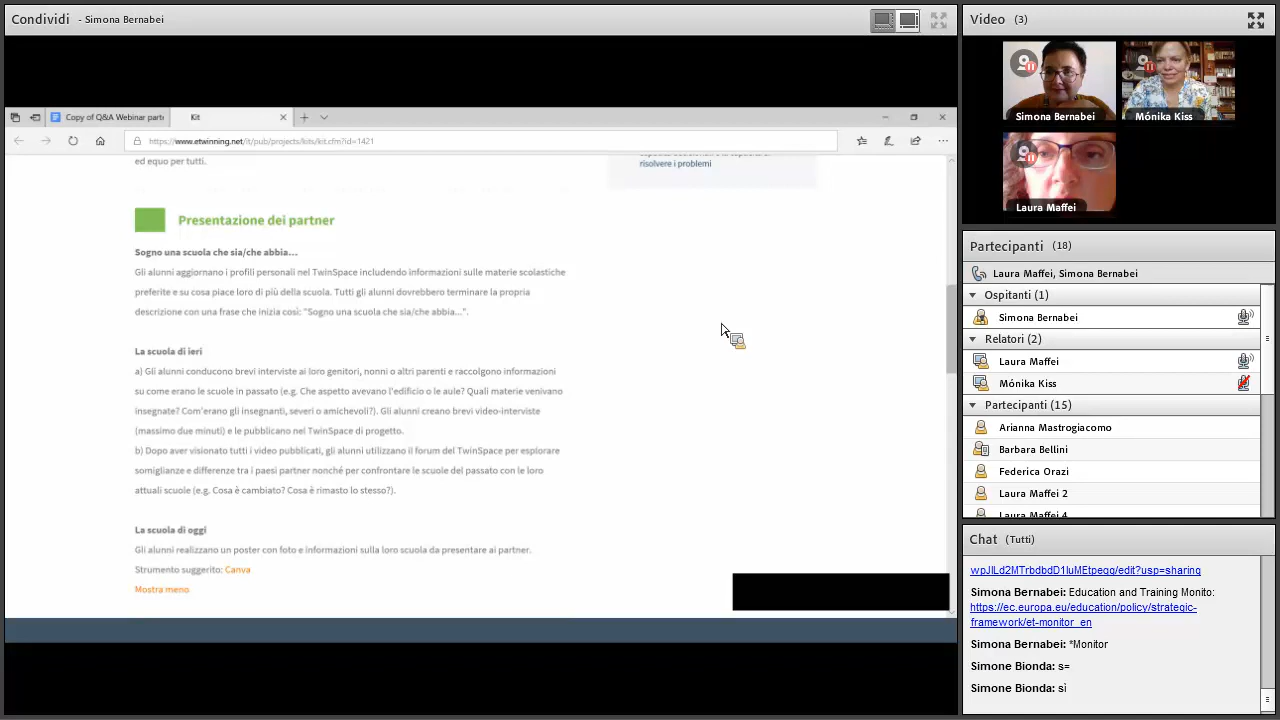 Condividi - Simona Bernabei
Copy of Q&A Webinar parte
Kit
https://www.etwinning.net/it/pub/projects/kits/kit.cfm?id=1421
ed equo per tutti.
risolvere i problemi
Presentazione dei partner
Sogno una scuola che sia/che abbia...
Gli alunni aggiornano i profili personali nel TwinSpace includendo informazioni sulle materie scolastiche
preferite e su cosa piace loro di più della scuola. Tutti gli alunni dovrebbero terminare la propria
descrizione con una frase che inizia così: "Sogno una scuola che sia/che abbia...".
La scuola di ieri
a) Gli alunni conducono brevi interviste ai loro genitori, nonni o altri parenti e raccolgono informazioni
su come erano le scuole in passato (e.g. Che aspetto avevano l'edificio o le aule? Quali materie venivano
insegnate? Com'erano gli insegnanti, severi o amichevoli?). Gli alunni creano brevi video-interviste
(massimo due minuti) e le pubblicano nel TwinSpace di progetto.
b) Dopo aver visionato tutti i video pubblicati, gli alunni utilizzano il forum del TwinSpace per esplorare
somiglianze e differenze tra i paesi partner nonché per confrontare le scuole del passato con le loro
attuali scuole (e.g. Cosa è cambiato? Cosa è rimasto lo stesso?).
La scuola di oggi
Gli alunni realizzano un poster con foto e informazioni sulla loro scuola da presentare ai partner.
Strumento suggerito: Canva
Mostra meno
Video (3)
Simona Bernabei
Mónika Kiss
Laura Maffei
Partecipanti (18)
Laura Maffei, Simona Bernabei
Ospitanti (1)
Simona Bernabei
Relatori (2)
Laura Maffei
Mónika Kiss
Partecipanti (15)
Arianna Mastrogiacomo
Barbara Bellini
Federica Orazi
Laura Maffei 2
Laura Maffei 4
Chat (Tutti)
Simona Bernabei: Education and Training Monito:
https://ec.europa.eu/education/policy/strategic-
framework/et-monitor_en
Simona Bernabei: *Monitor
Simone Bionda: s=
Simone Bionda: sì